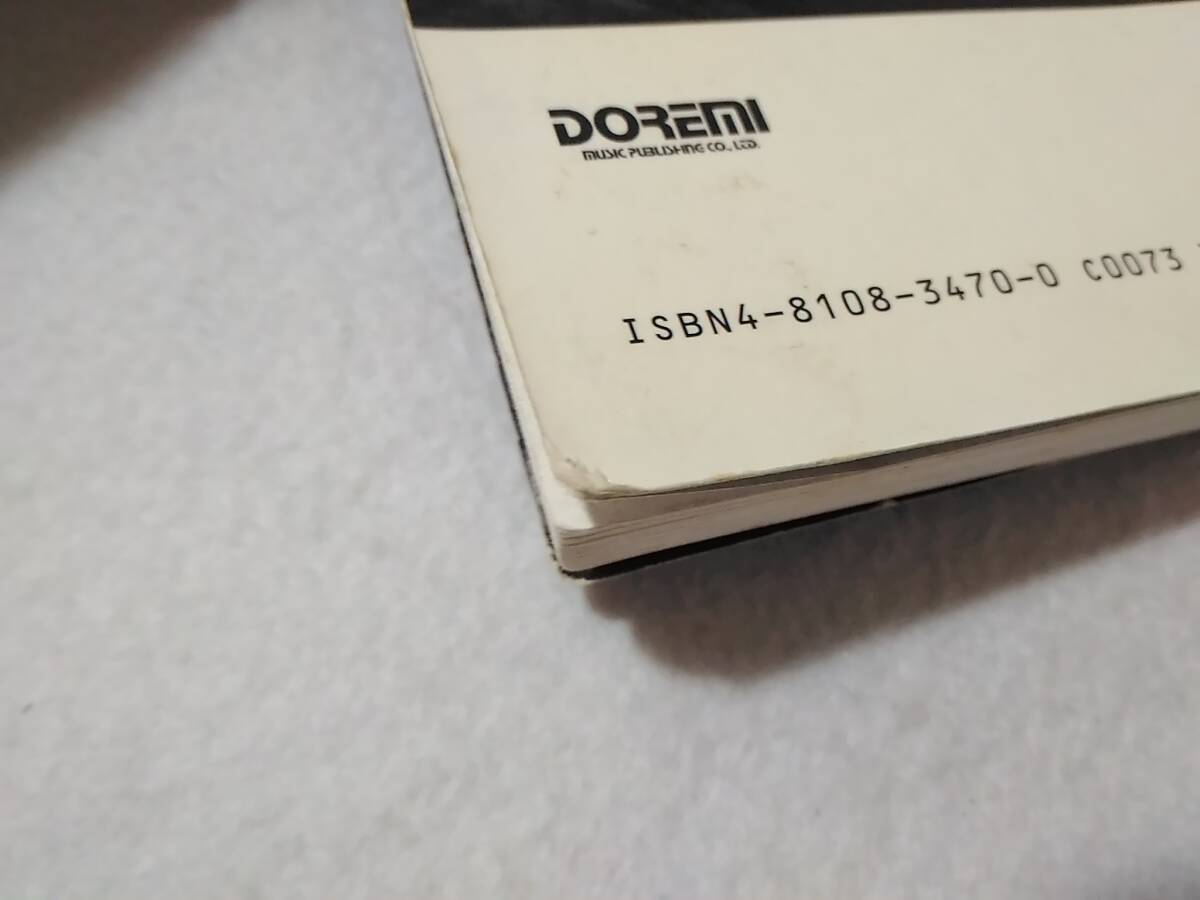 DOREMI
MUSIC PUBLISHING CO., LTD.
ISBN4-8108-3470-0 C0073